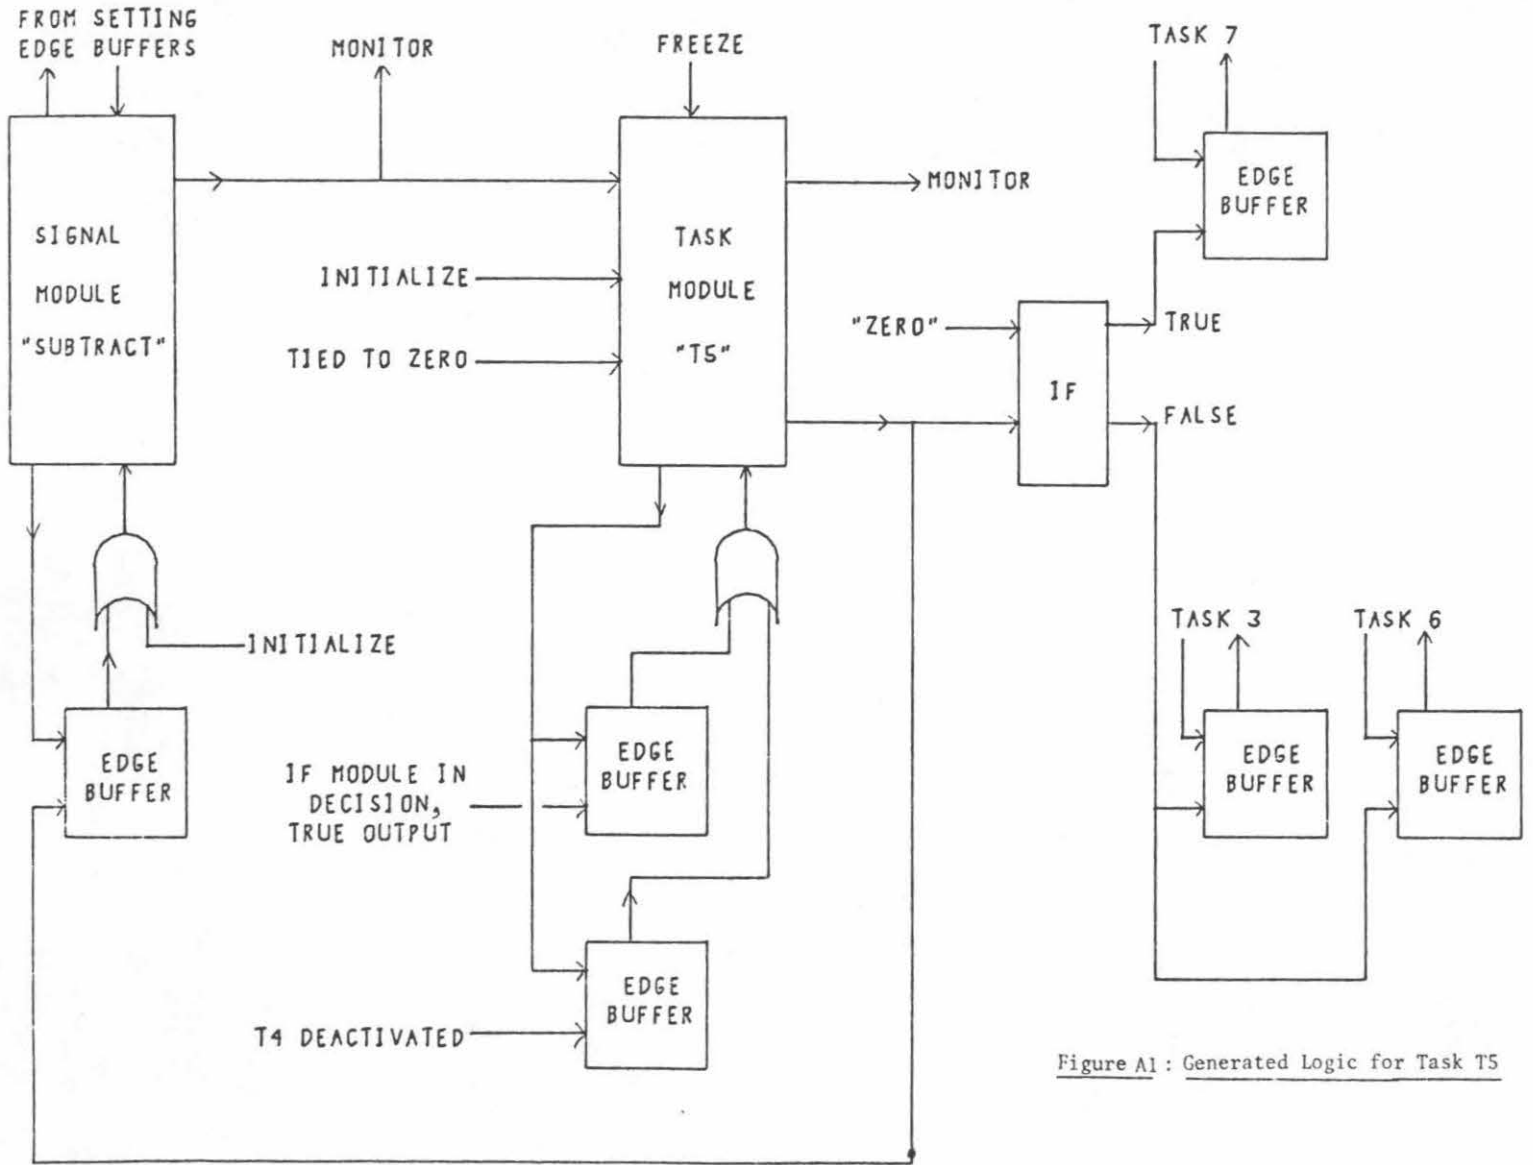 FROM SETTING
EDGE BUFFERS
MONITOR
FREEZE
TASK 7
SIGNAL
MODULE
"SUBTRACT"
TASK
MODULE
"T5"
MONITOR
EDGE
BUFFER
INITIALIZE
TIED TO ZERO
"ZERO"
IF
TRUE
FALSE
INITIALIZE
EDGE
BUFFER
IF MODULE IN
DECISION,
TRUE OUTPUT
EDGE
BUFFER
TASK 3
TASK 6
EDGE
BUFFER
EDGE
BUFFER
EDGE
BUFFER
T4 DEACTIVATED
Figure A1 : Generated Logic for Task T5